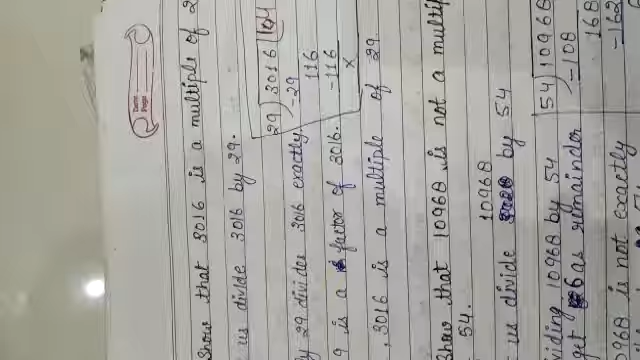 Date
Page
Show that 3016 is a multiple of 2
us divide 3016 by 29.
29)3016(104
-29
116
-116
×
29 divides 3016 exactly.
9 is a factor of 3016.
3016 is a multiple of 29.
Show that 10968 is not a multip
54.
10968
us divide by 54
54)10968
-108
168
-162
viding 10968 by 54
get 6 as remainder
968 is not exactly